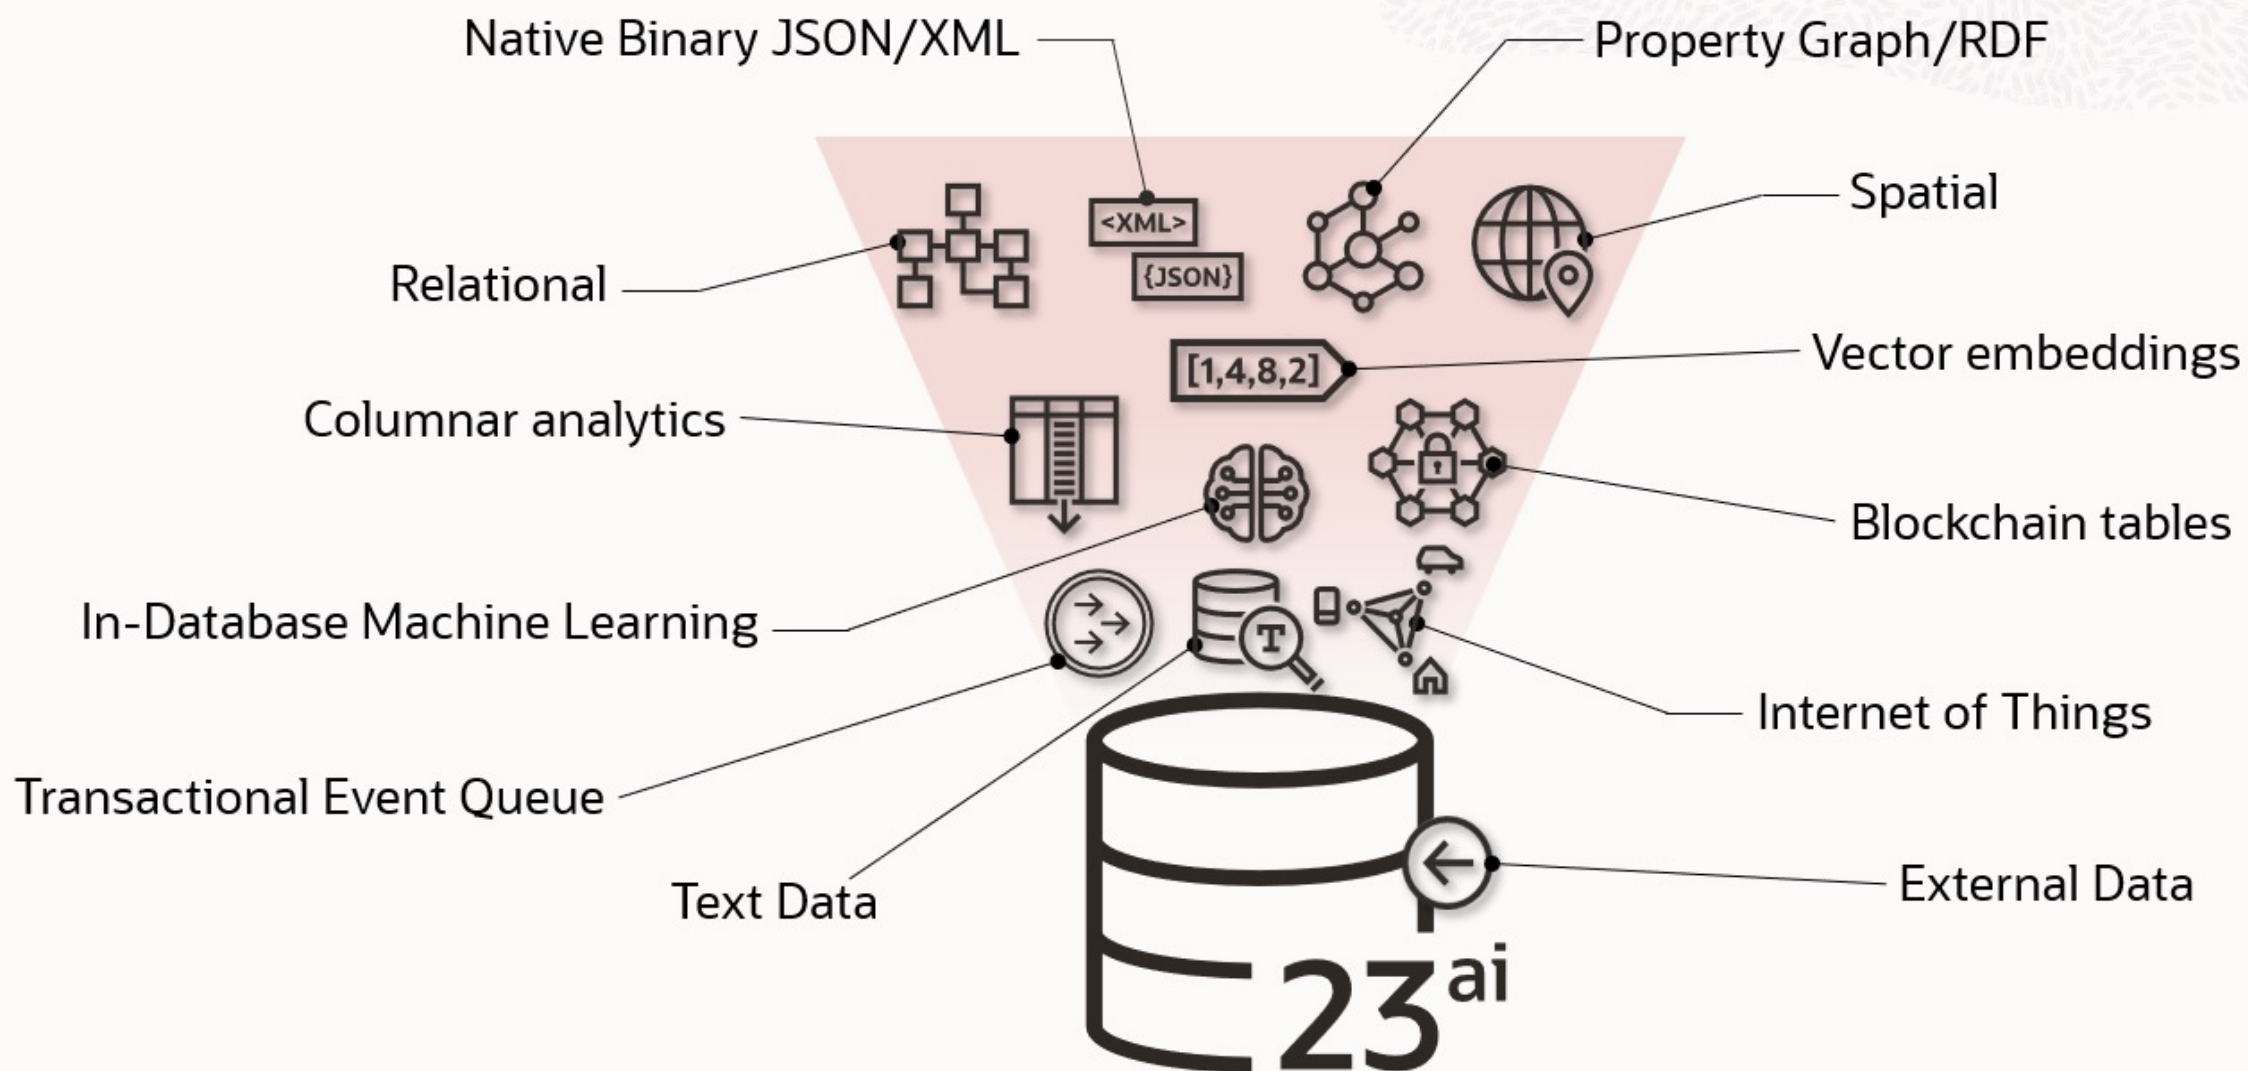 Native Binary JSON/XML
Property Graph/RDF
Spatial
<XML>
{JSON}
Relational
Vector embeddings
[1,4,8,2]
Columnar analytics
Blockchain tables
In-Database Machine Learning
T
Internet of Things
Transactional Event Queue
Text Data
External Data
23ai